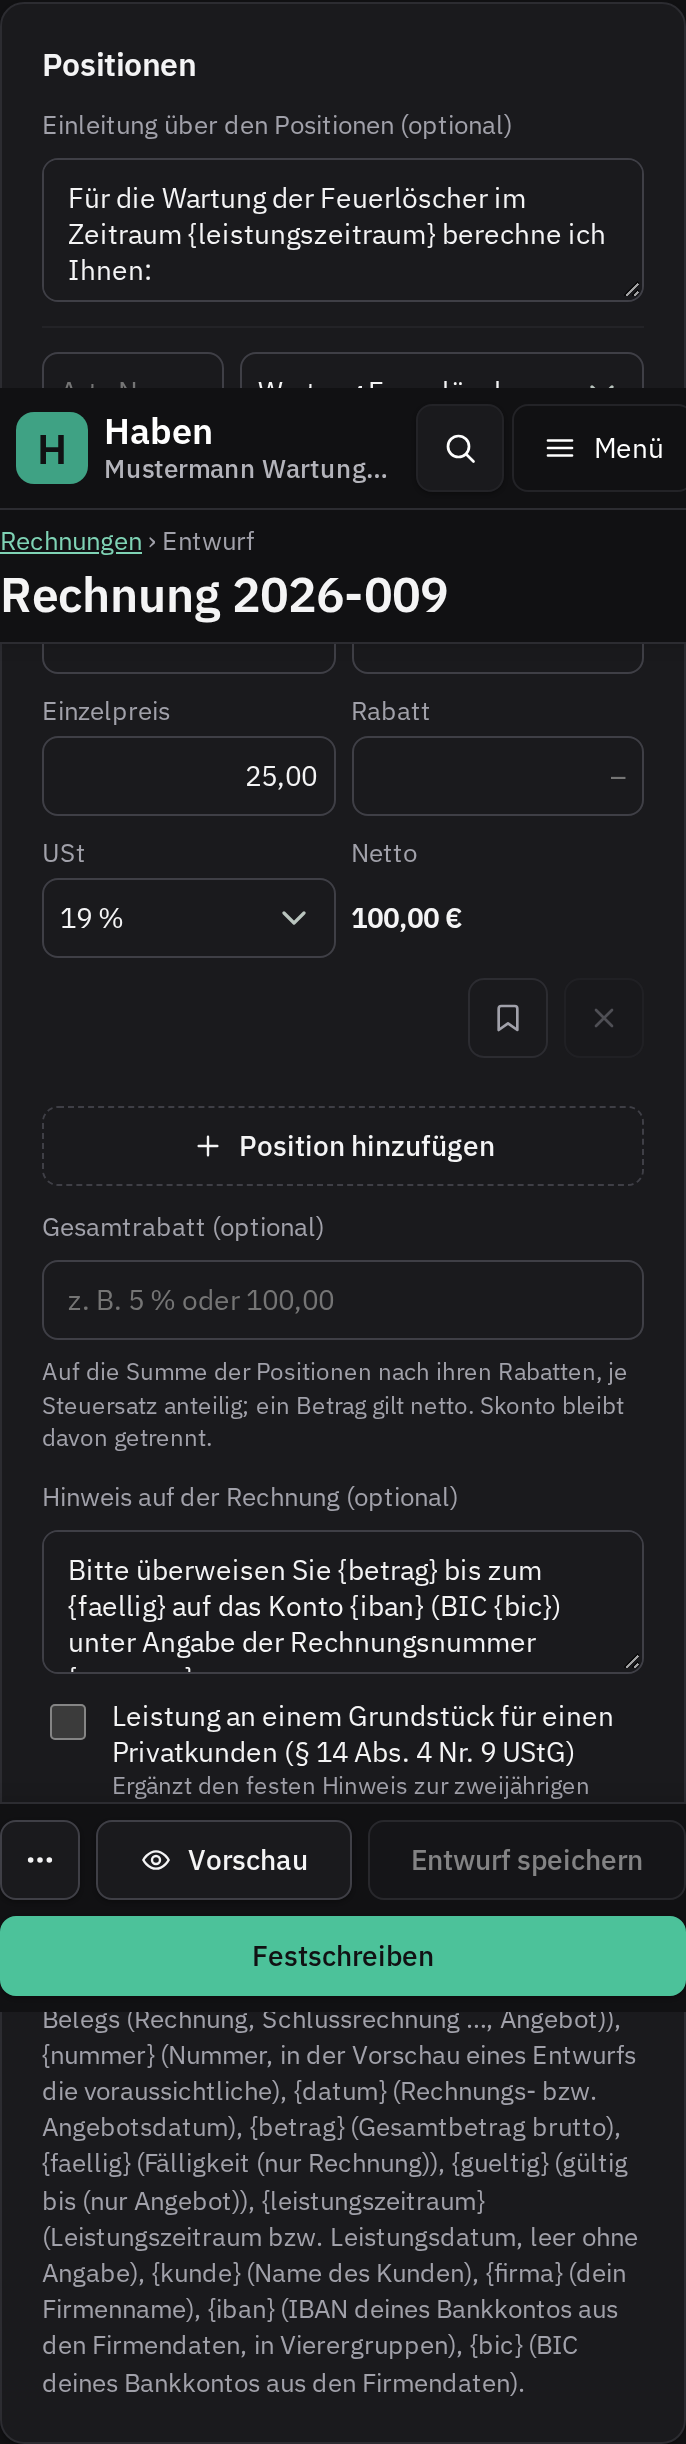 Positionen
Einleitung über den Positionen (optional)
Für die Wartung der Feuerlöscher im
Zeitraum {leistungszeitraum} berechne ich
Ihnen:
H
Haben
Mustermann Wartung...
Menü
Rechnungen › Entwurf
Rechnung 2026-009
Einzelpreis
Rabatt
25,00
–
USt
Netto
19 %
100,00 €
Position hinzufügen
Gesamtrabatt (optional)
z. B. 5 % oder 100,00
Auf die Summe der Positionen nach ihren Rabatten, je
Steuersatz anteilig; ein Betrag gilt netto. Skonto bleibt
davon getrennt.
Hinweis auf der Rechnung (optional)
Bitte überweisen Sie {betrag} bis zum
{faellig} auf das Konto {iban} (BIC {bic})
unter Angabe der Rechnungsnummer
Leistung an einem Grundstück für einen
Privatkunden (§ 14 Abs. 4 Nr. 9 UStG)
Ergänzt den festen Hinweis zur zweijährigen
Vorschau
Entwurf speichern
Festschreiben
Belegs (Rechnung, Schlussrechnung ..., Angebot)),
{nummer} (Nummer, in der Vorschau eines Entwurfs
die voraussichtliche), {datum} (Rechnungs- bzw.
Angebotsdatum), {betrag} (Gesamtbetrag brutto),
{faellig} (Fälligkeit (nur Rechnung)), {gueltig} (gültig
bis (nur Angebot)), {leistungszeitraum}
(Leistungszeitraum bzw. Leistungsdatum, leer ohne
Angabe), {kunde} (Name des Kunden), {firma} (dein
Firmenname), {iban} (IBAN deines Bankkontos aus
den Firmendaten, in Vierergruppen), {bic} (BIC
deines Bankkontos aus den Firmendaten).